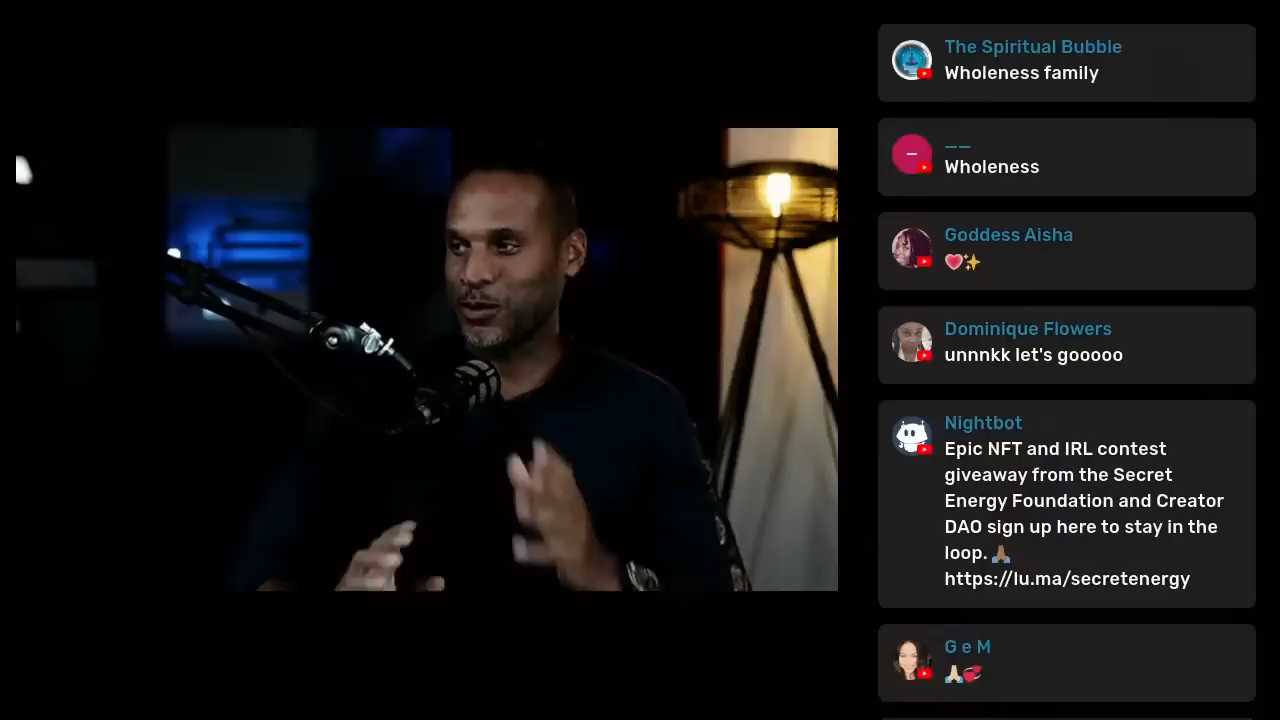 The Spiritual Bubble
Wholeness family
——
Wholeness
Goddess Aisha
💗✨
Dominique Flowers
unnnkk let's gooooo
Nightbot
Epic NFT and IRL contest
giveaway from the Secret
Energy Foundation and Creator
DAO sign up here to stay in the
loop. 🙏🏽
https://lu.ma/secretenergy
G e M
🙏🏼💞